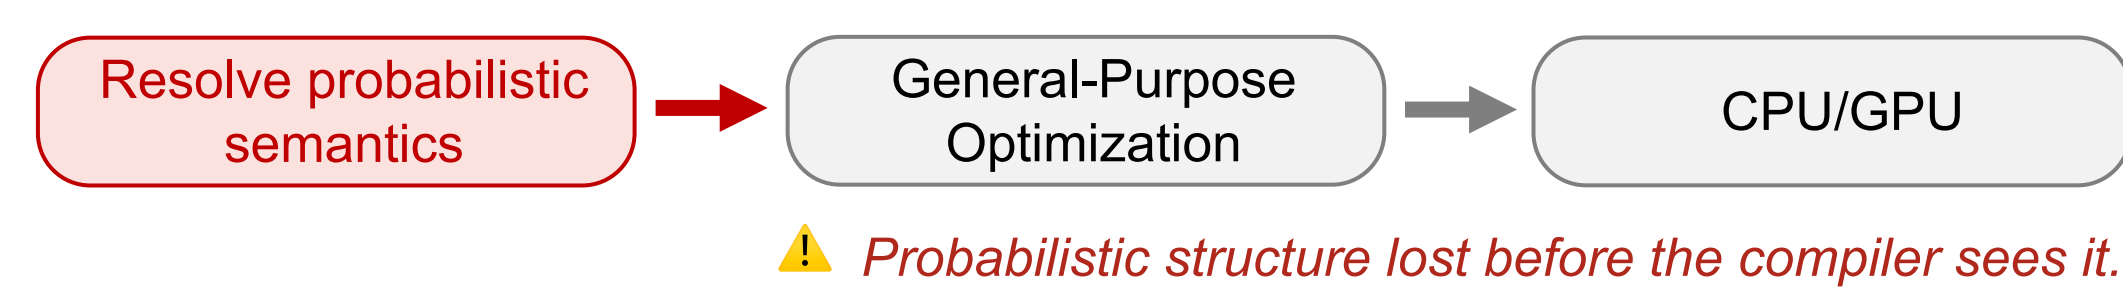 Resolve probabilistic
semantics
General-Purpose
Optimization
CPU/GPU
Probabilistic structure lost before the compiler sees it.